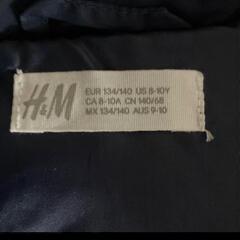 H&M
EUR 134/140 US 8-10Y
CA 8-10A CN 140/68
MX 134/140 AUS 9-10